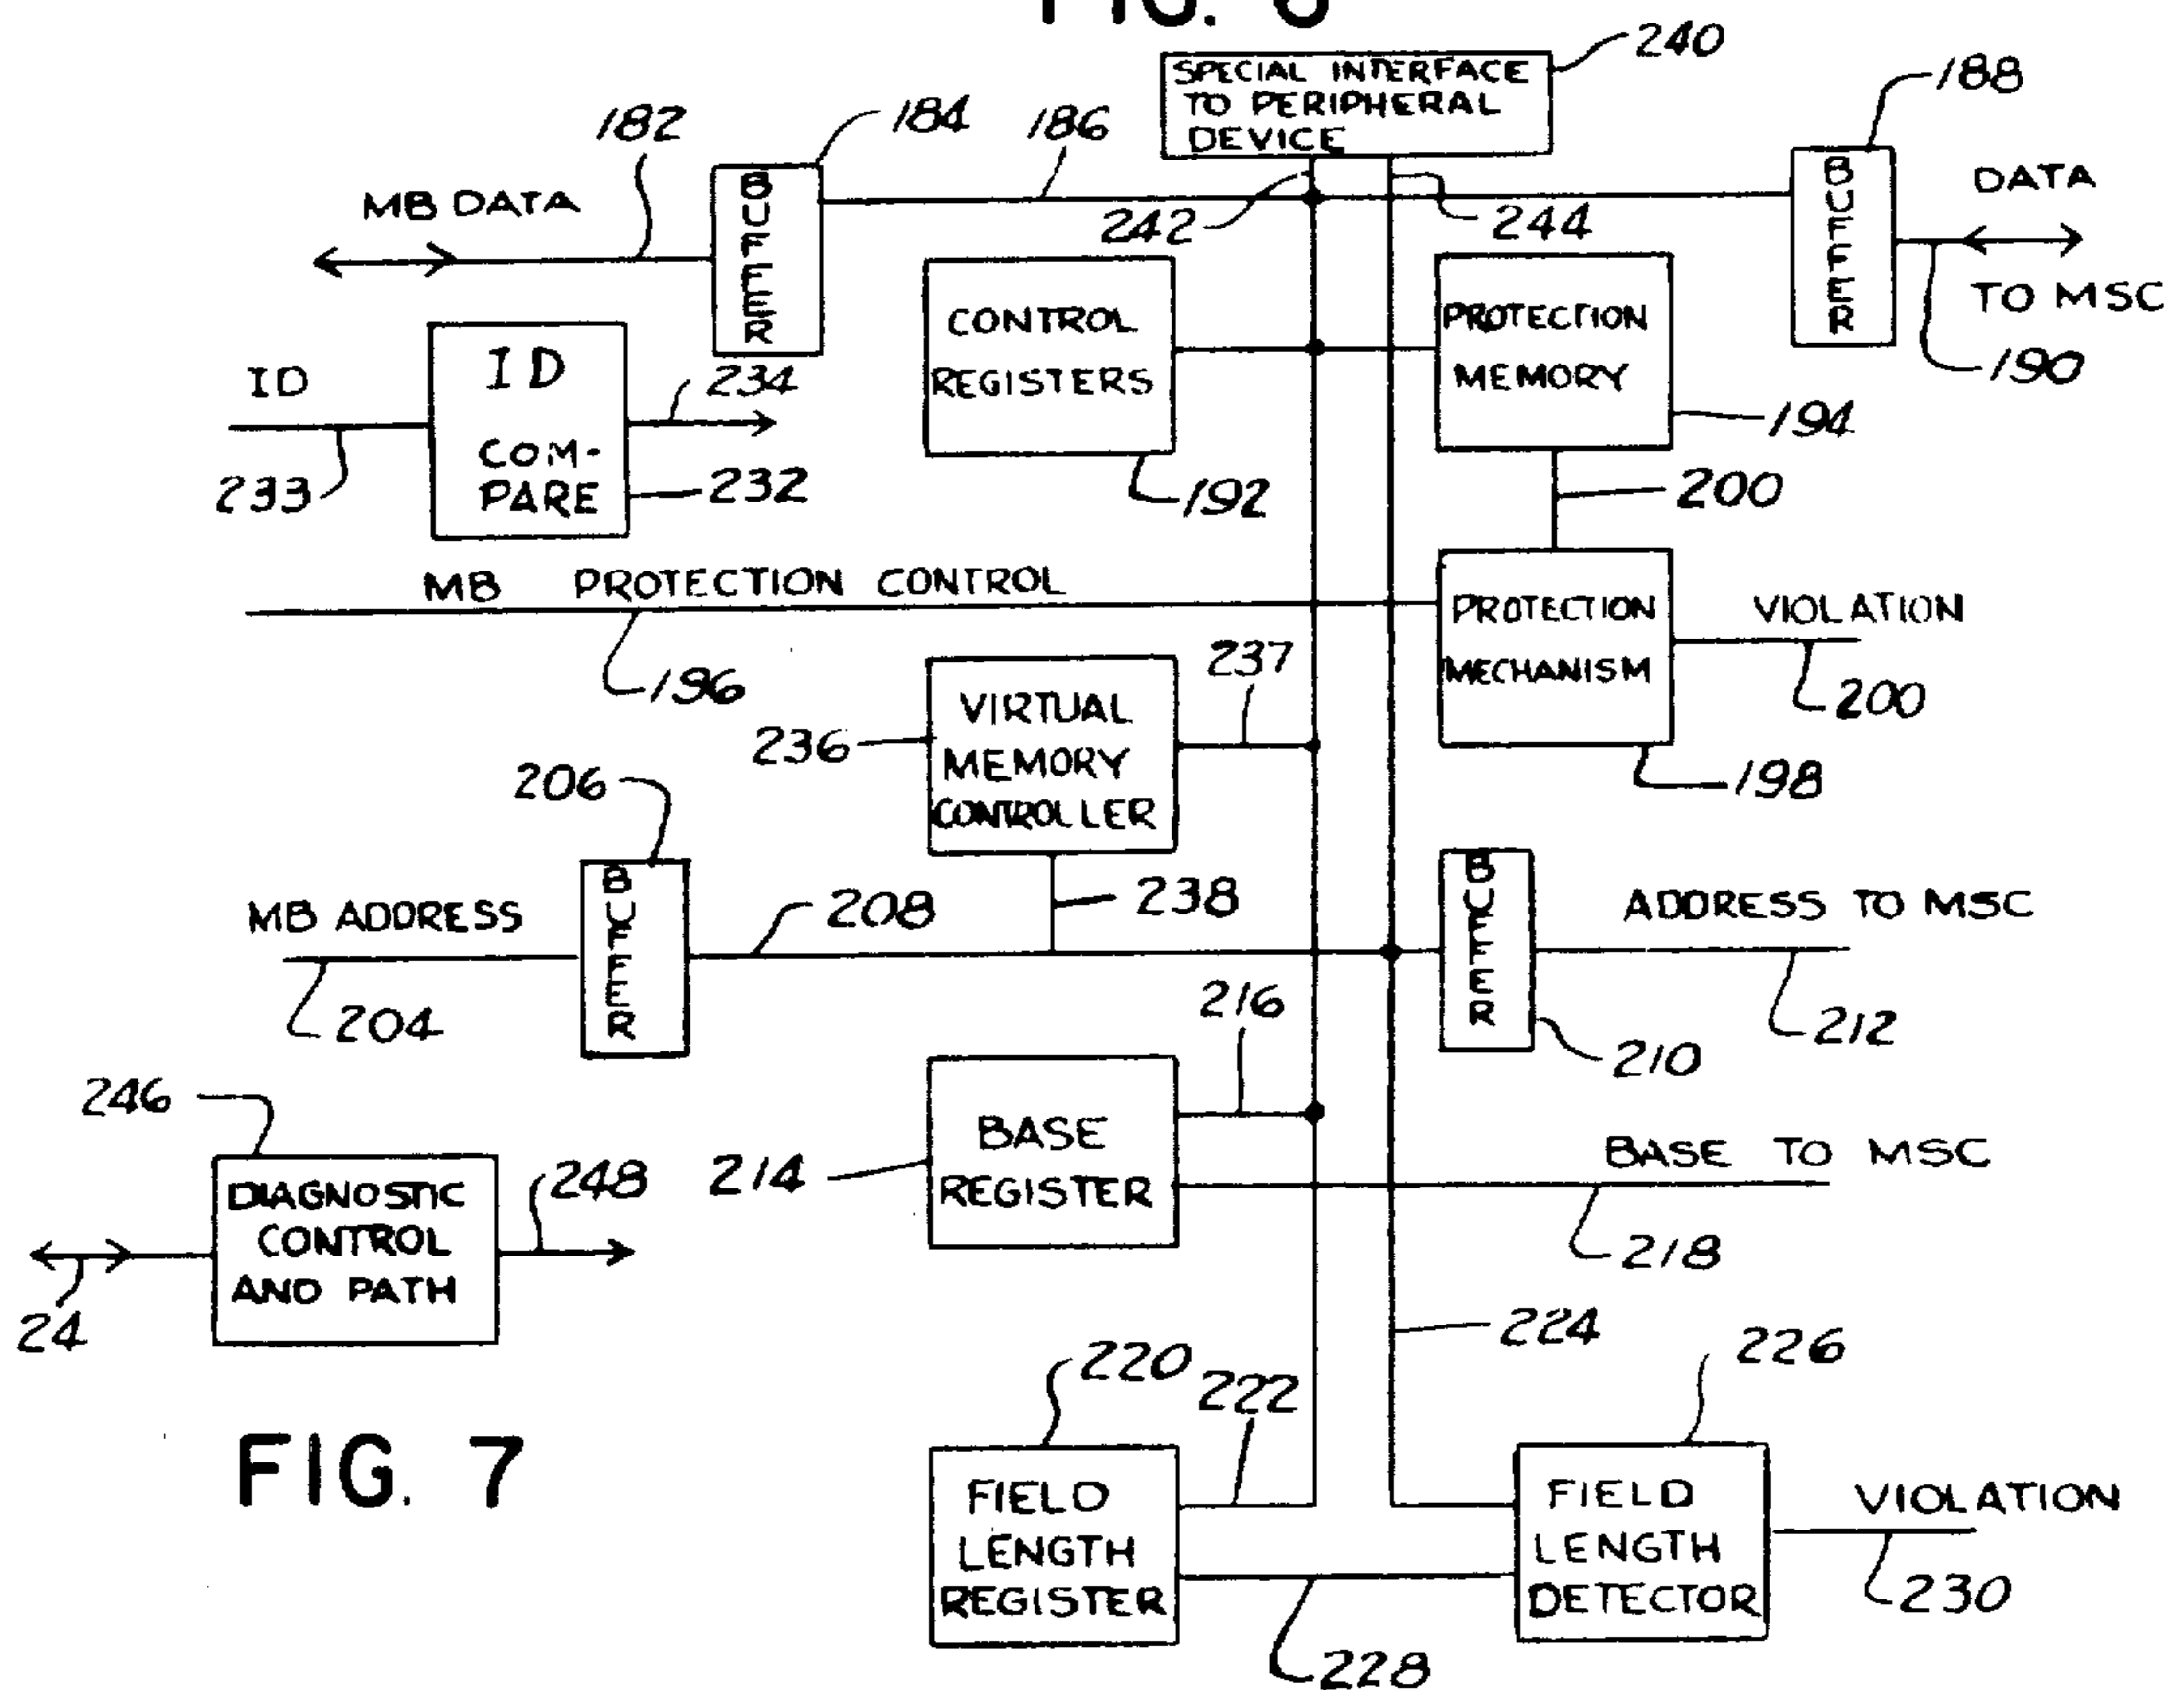 FIG. 6
240
SPECIAL INTERFACE
TO PERIPHERAL
DEVICE
188
182
184
186
BUFFER
BUFFER
MB DATA
DATA
242
244
TO MSC
190
CONTROL
REGISTERS
PROTECTION
MEMORY
ID
ID
COM-
PARE
234
194
233
232
192
200
MB PROTECTION CONTROL
PROTECTION
MECHANISM
VIOLATION
196
237
200
VIRTUAL
MEMORY
CONTROLLER
236
198
206
BUFFER
BUFFER
MB ADDRESS
208
238
ADDRESS TO MSC
204
216
212
210
246
BASE
REGISTER
214
BASE TO MSC
DIAGNOSTIC
CONTROL
AND PATH
248
218
24
224
220
222
226
FIG. 7
FIELD
LENGTH
REGISTER
FIELD
LENGTH
DETECTOR
VIOLATION
230
228